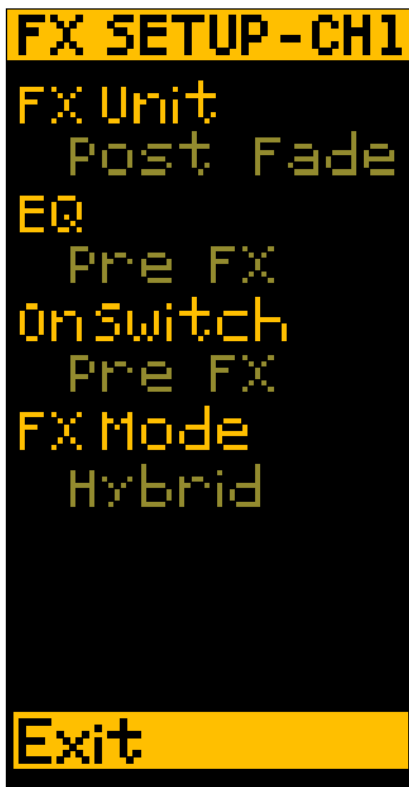 FX SETUP-CH1
FX Unit
Post Fade
EQ
Pre FX
OnSwitch
Pre FX
FX Mode
Hybrid
Exit